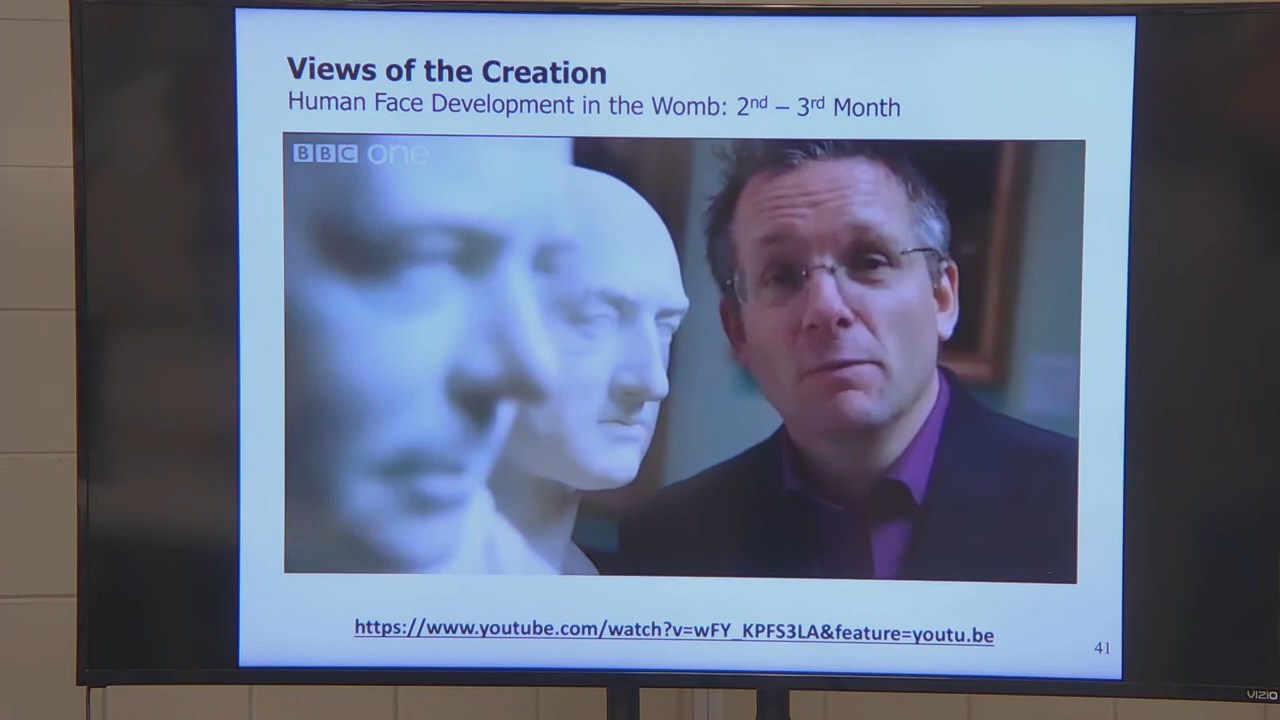 Views of the Creation
Human Face Development in the Womb: 2nd – 3rd Month
BBC one
https://www.youtube.com/watch?v=wFY_KPFS3LA&feature=youtu.be
41
VIZIO